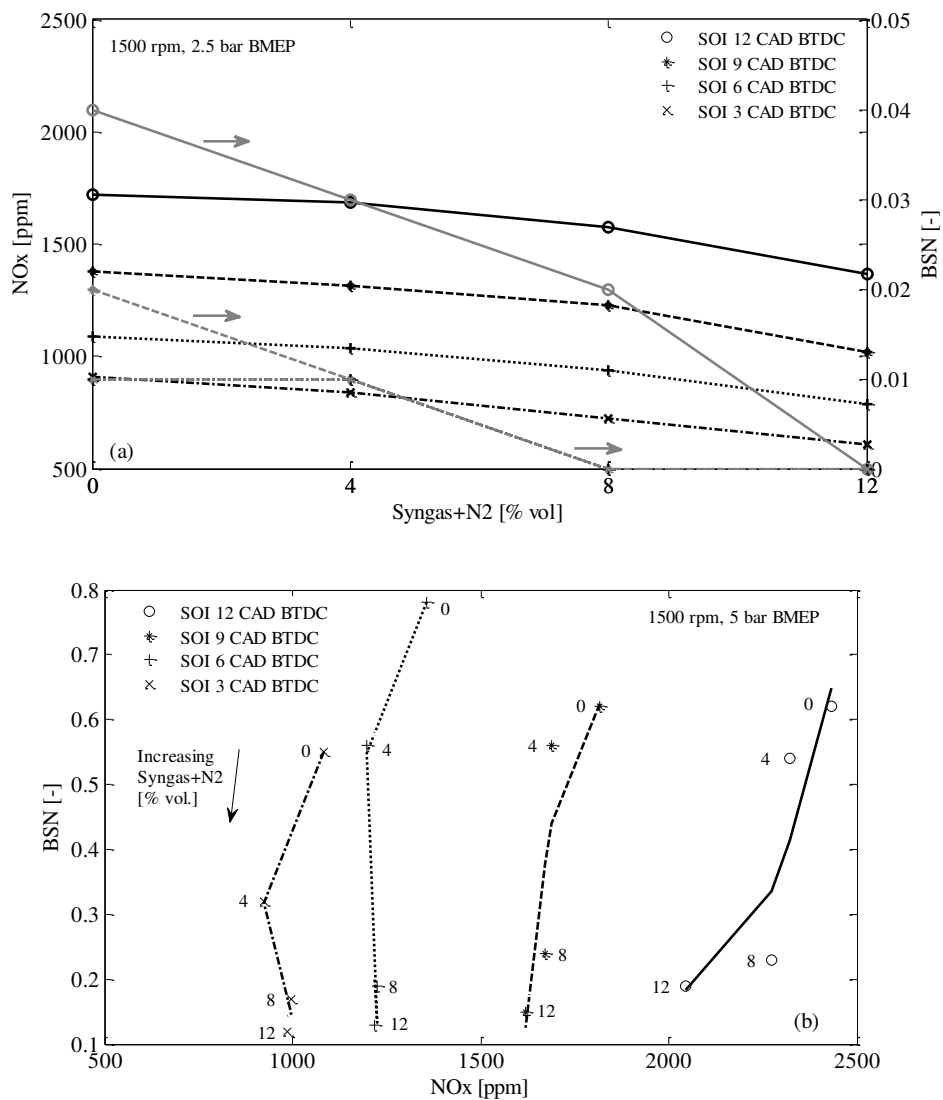 2500
2000
1500
1000
500
NOx [ppm]
1500 rpm, 2.5 bar BMEP
SOI 12 CAD BTDC
SOI 9 CAD BTDC
SOI 6 CAD BTDC
SOI 3 CAD BTDC
0.05
0.04
0.03
0.02
0.01
0
BSN [-]
(a)
0 4 8 12
Syngas+N2 [% vol]
0.8
0.7
0.6
0.5
0.4
0.3
0.2
0.1
BSN [-]
SOI 12 CAD BTDC
SOI 9 CAD BTDC
SOI 6 CAD BTDC
SOI 3 CAD BTDC
1500 rpm, 5 bar BMEP
Increasing
Syngas+N2
[% vol.]
0
4
8
12
0
4
8
12
0
4
8
12
0
4
8
12
(b)
500 1000 1500 2000 2500
NOx [ppm]